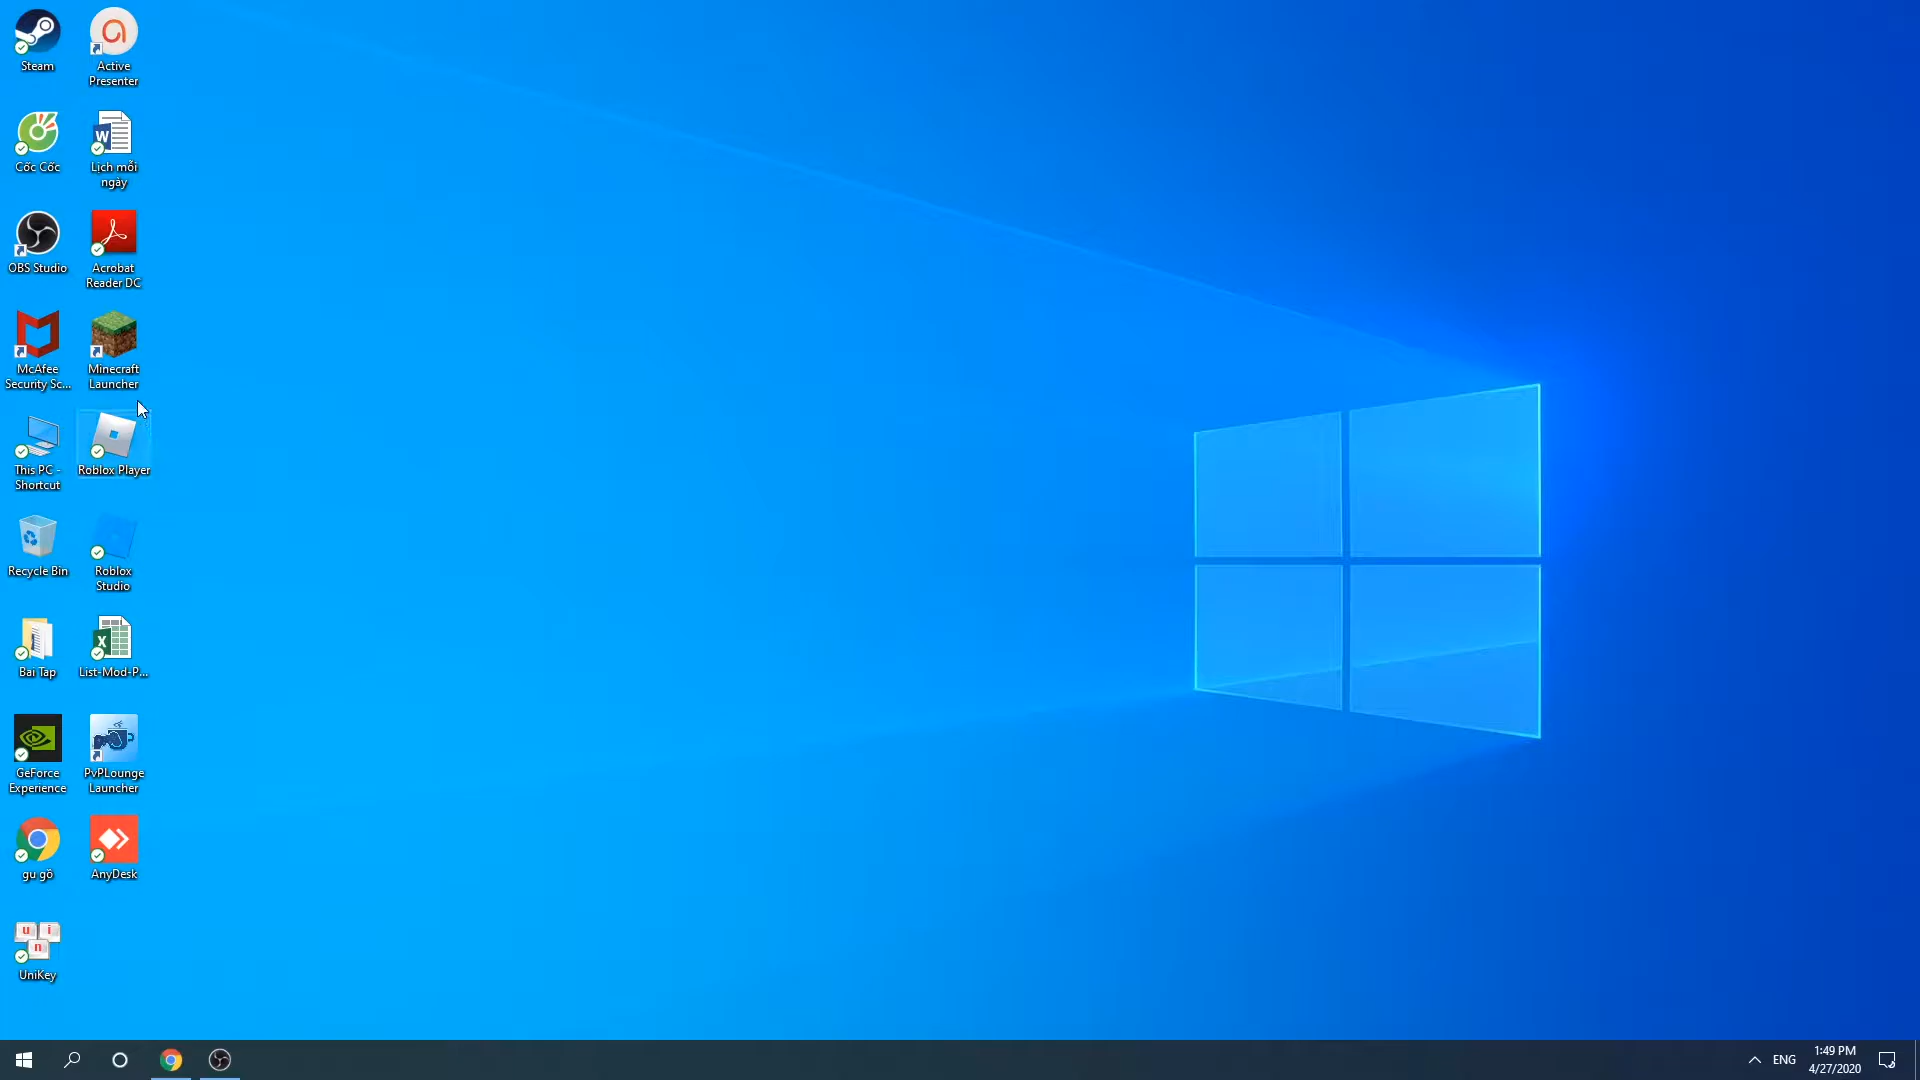 Steam
Active
Presenter
Cốc Cốc
Lịch mỗi
ngày
OBS Studio
Acrobat
Reader DC
McAfee
Security Sc...
Minecraft
Launcher
This PC -
Shortcut
Roblox Player
Recycle Bin
Roblox
Studio
Bai Tap
List-Mod-P...
GeForce
Experience
PvPLounge
Launcher
gu gồ
AnyDesk
u i
n
UniKey
ENG
1:49 PM
4/27/2020